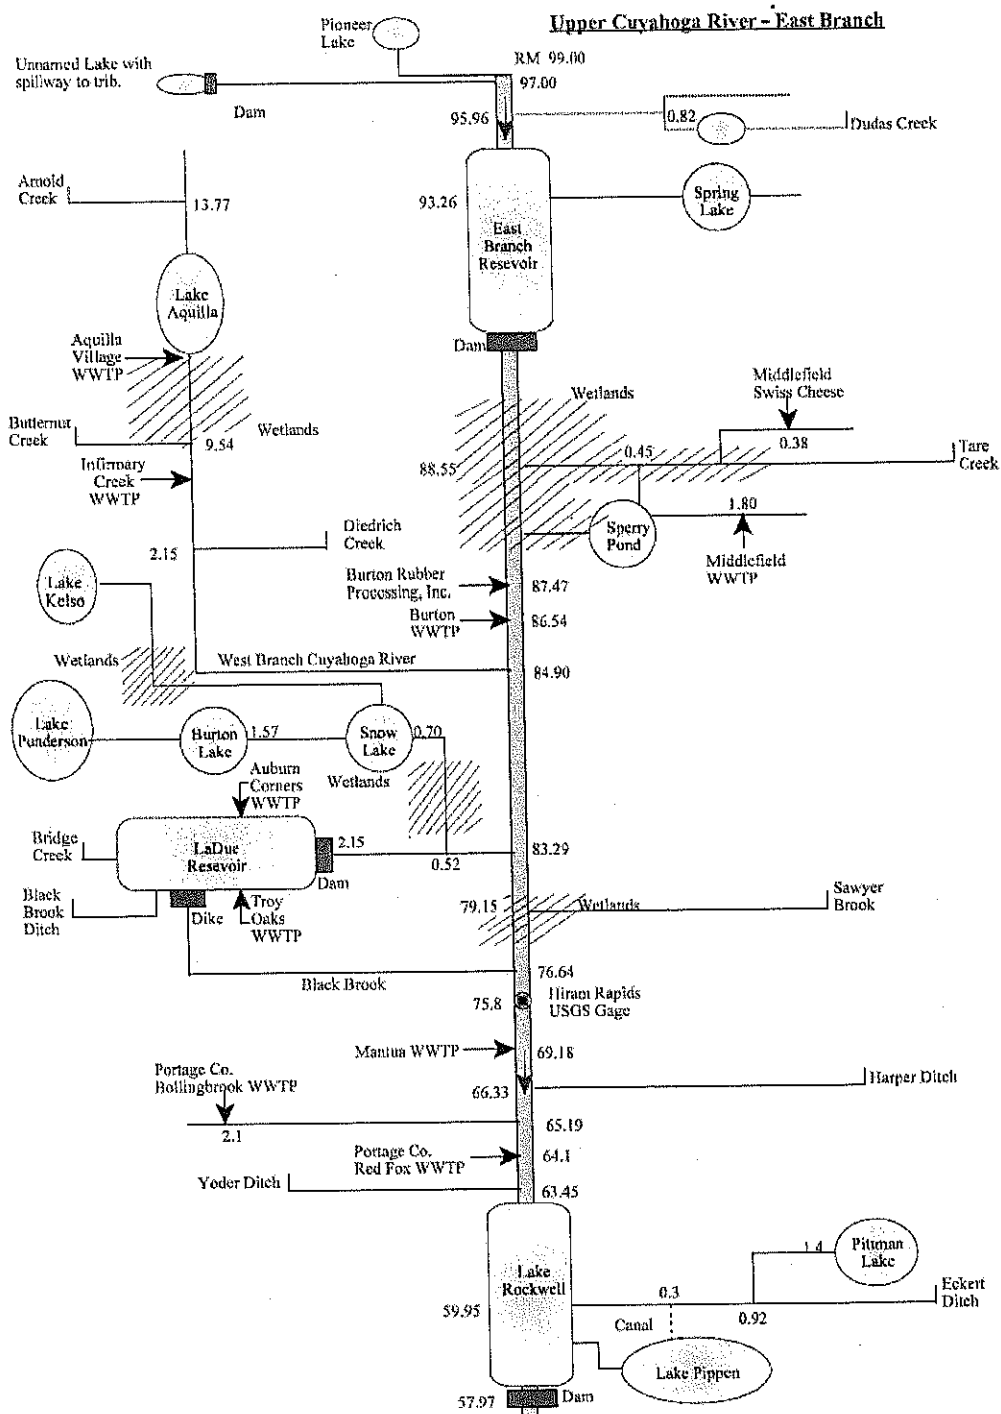 Upper Cuyahoga River – East Branch
Pioneer
Lake
RM 99.00
Unnamed Lake with
spillway to trib.
97.00
Dam
95.96
0.82
Dudas Creek
Arnold
Creek
13.77
93.26
Spring
Lake
East
Branch
Resevoir
Lake
Aquilla
Dam
Aquilla
Village
WWTP
Wetlands
Middlefield
Swiss Cheese
Butternut
Creek
9.54
Wetlands
0.45
0.38
Tare
Creek
88.55
Infirmary
Creek
WWTP
1.80
Diedrich
Creek
2.15
Sperry
Pond
Middlefield
WWTP
Lake
Kelso
Burton Rubber
Processing, Inc.
87.47
Burton
WWTP
86.54
Wetlands
West Branch Cuyahoga River
84.90
Lake
Punderson
Burton
Lake
1.57
Snow
Lake
0.70
Wetlands
Auburn
Corners
WWTP
Bridge
Creek
LaDue
Resevoir
2.15
0.52
83.29
Dam
Black
Brook
Ditch
Dike
Troy
Oaks
WWTP
79.15
Wetlands
Sawyer
Brook
76.64
Black Brook
75.8
Hiram Rapids
USGS Gage
Mantua WWTP
69.18
Portage Co.
Bollingbrook WWTP
66.33
Harper Ditch
2.1
65.19
Portage Co.
Red Fox WWTP
64.1
Yoder Ditch
63.45
1.4
Pittman
Lake
Lake
Rockwell
0.3
Eckert
Ditch
59.95
Canal
0.92
Lake Pippen
57.97
Dam